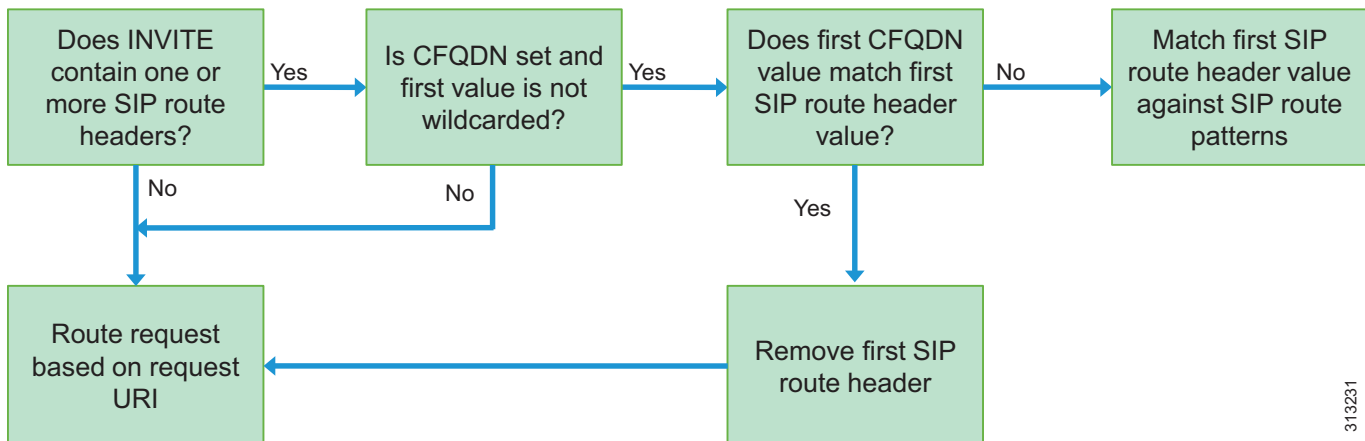 Does INVITE
contain one or
more SIP route
headers?
Yes
Is CFQDN set and
first value is not
wildcarded?
Yes
Does first CFQDN
value match first
SIP route header
value?
No
Match first SIP
route header value
against SIP route
patterns
No
No
Yes
Route request
based on request
URI
Remove first SIP
route header
313231